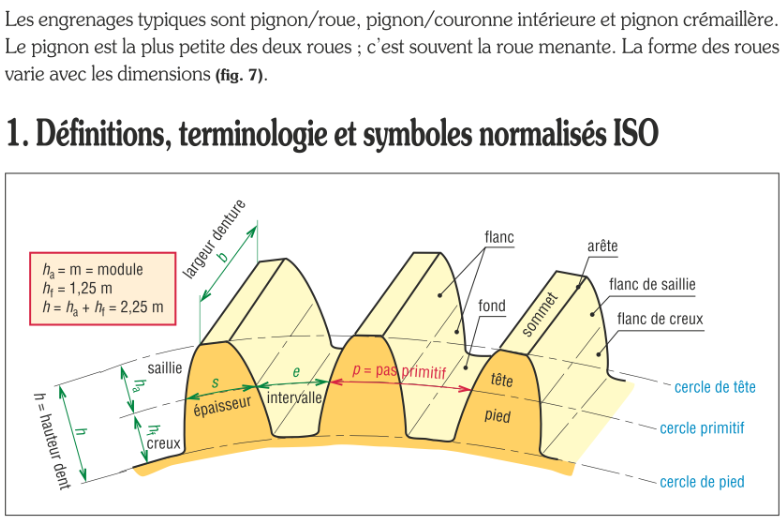 Les engrenages typiques sont pignon/roue, pignon/couronne intérieure et pignon crémaillère.
Le pignon est la plus petite des deux roues ; c'est souvent la roue menante. La forme des roues
varie avec les dimensions (fig. 7).
1. Définitions, terminologie et symboles normalisés ISO
largeur denture
b
hₐ = m = module
h_f = 1,25 m
h = hₐ + h_f = 2,25 m
flanc
arête
flanc de saillie
fond
sommet
flanc de creux
saillie
hₐ
s
épaisseur
e
intervalle
p = pas primitif
tête
pied
cercle de tête
h = hauteur dent
h
h_f
creux
cercle primitif
cercle de pied